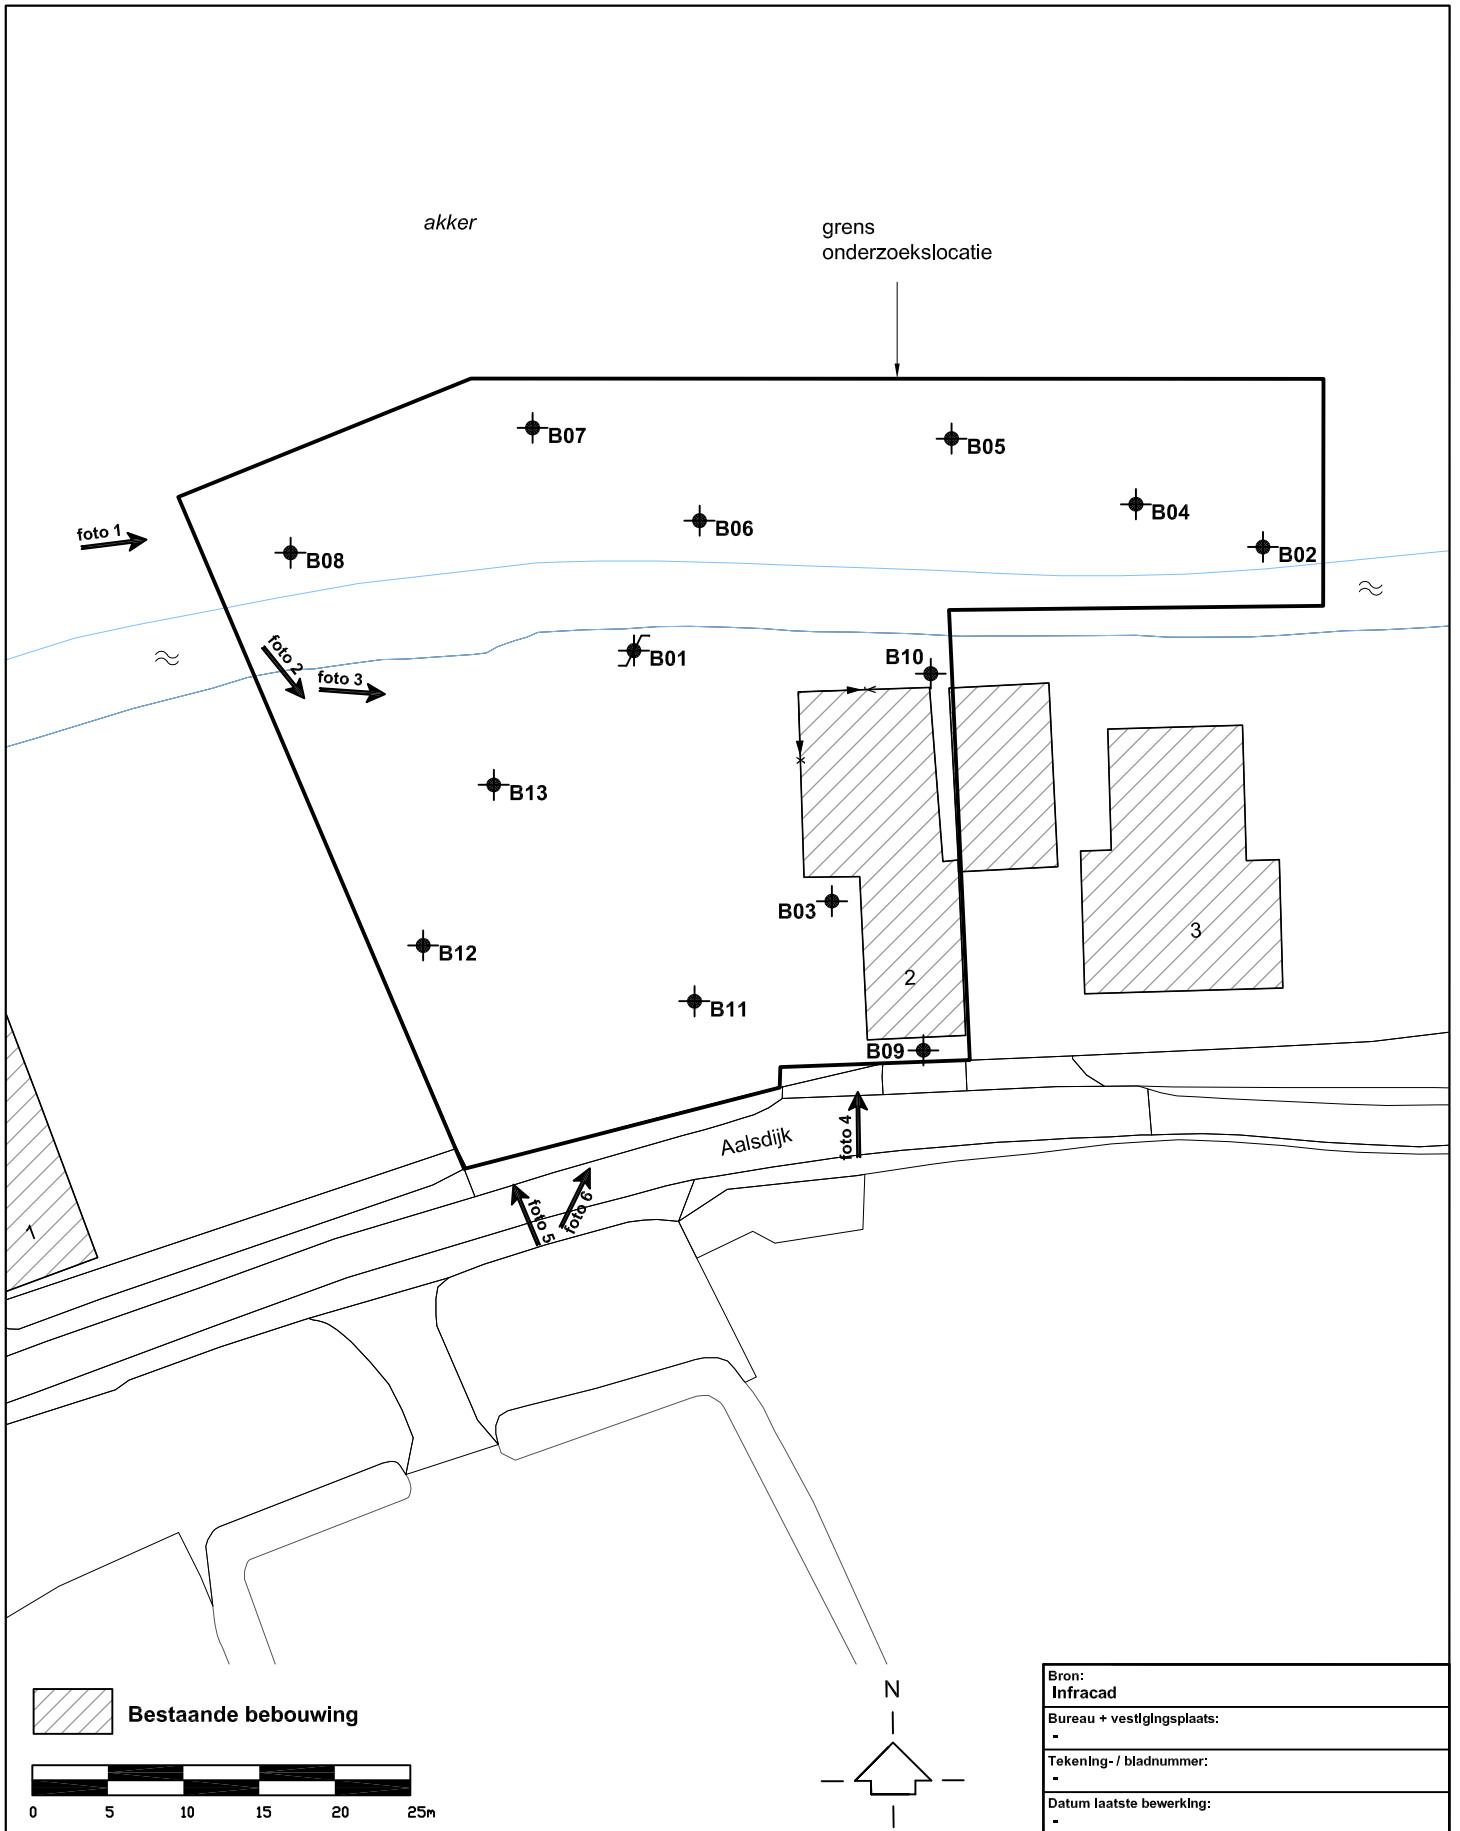 akker
grens
onderzoekslocatie
B07
B05
B04
B06
B02
foto 1
B08
foto 2
foto 3
B01
B10
B13
B03
3
B12
2
B11
B09
Aalsdijk
foto 4
foto 5
foto 6
1
N
Bestaande bebouwing
0 5 10 15 20 25m
Bron:
Infracad
Bureau + vestigingsplaats:
-
Tekening- / bladnummer:
-
Datum laatste bewerking:
-